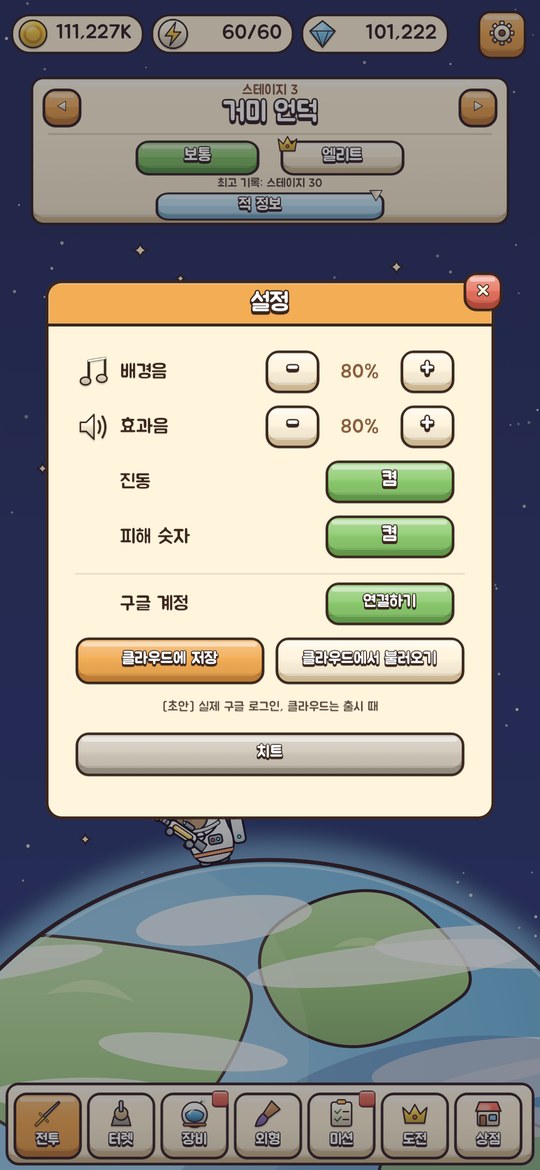 111,227K
60/60
101,222
스테이지 3
거미 언덕
보통
엘리트
최고 기록: 스테이지 30
적 정보
설정
배경음
- 80% +
효과음
- 80% +
진동
켬
피해 숫자
켬
구글 계정
연결하기
클라우드에 저장
클라우드에서 불러오기
[초안] 실제 구글 로그인, 클라우드는 출시 때
치트
전투
터렛
장비
외형
미션
도전
상점